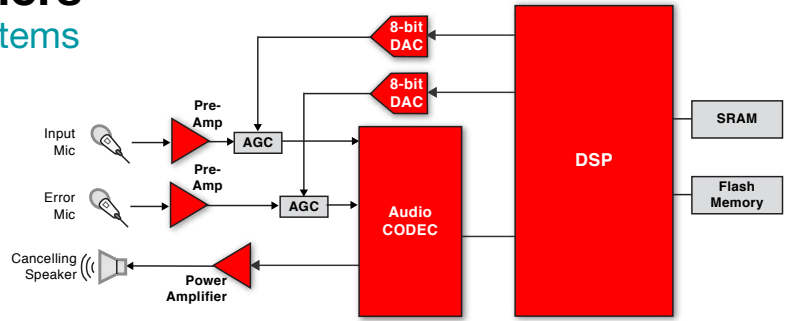 tems
8-bit
DAC
8-bit
DAC
Pre-
Amp
Input
Mic
AGC
Pre-
Amp
Error
Mic
AGC
Audio
CODEC
DSP
SRAM
Flash
Memory
Cancelling
Speaker
Power
Amplifier